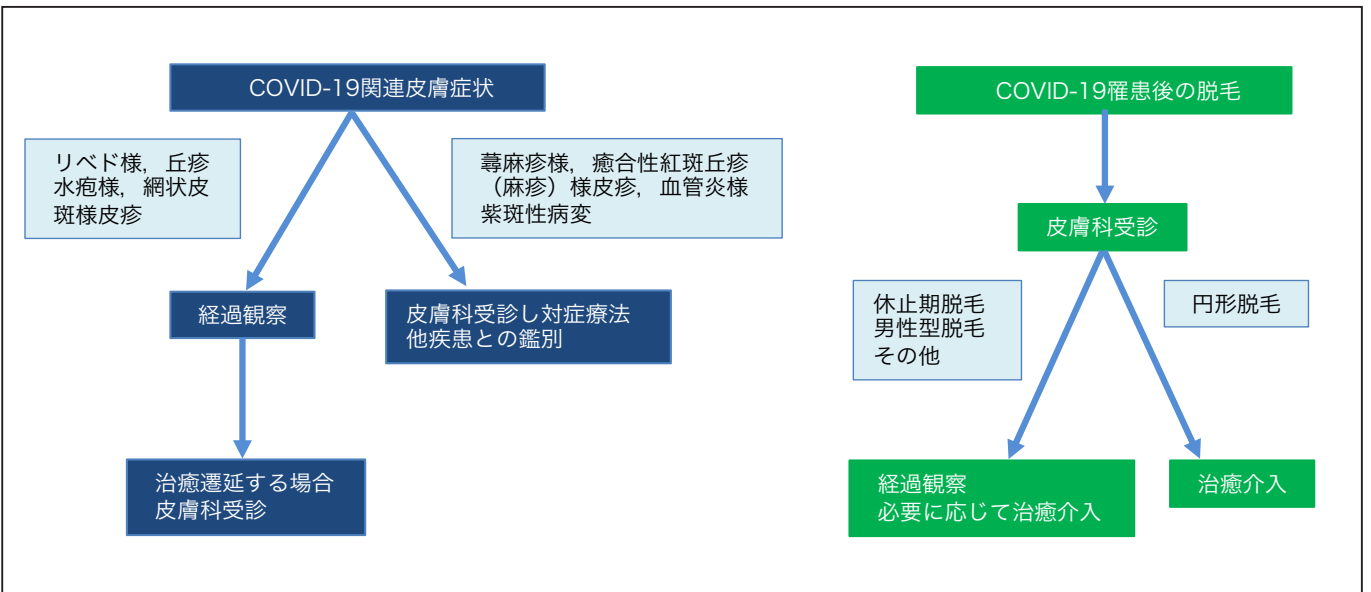 COVID-19関連皮膚症状
リベド様，丘疹
水疱様，網状皮
斑様皮疹
蕁麻疹様，癒合性紅斑丘疹
（麻疹）様皮疹，血管炎様
紫斑性病変
経過観察
皮膚科受診し対症療法
他疾患との鑑別
治癒遷延する場合
皮膚科受診
COVID-19罹患後の脱毛
皮膚科受診
休止期脱毛
男性型脱毛
その他
円形脱毛
経過観察
必要に応じて治癒介入
治癒介入